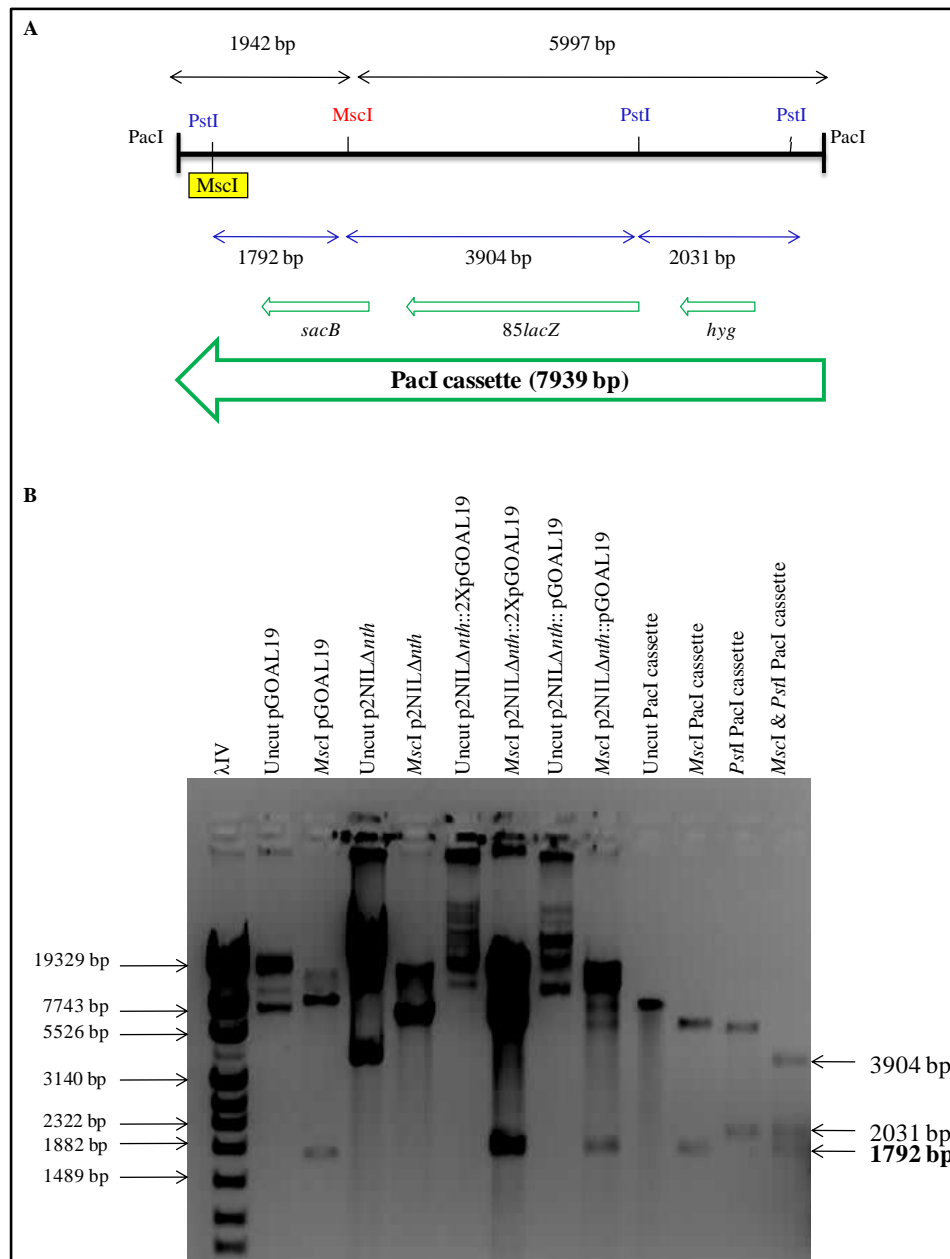 A
1942 bp
5997 bp
PacI
PstI
MscI
PstI
PstI
PacI
MscI
1792 bp
3904 bp
2031 bp
sacB
85lacZ
hyg
PacI cassette (7939 bp)
B
λIV
Uncut pGOAL19
MscI pGOAL19
Uncut p2NILΔnth
MscI p2NILΔnth
Uncut p2NILΔnth::2XpGOAL19
MscI p2NILΔnth::2XpGOAL19
Uncut p2NILΔnth:: pGOAL19
MscI p2NILΔnth::pGOAL19
Uncut PacI cassette
MscI PacI cassette
PstI PacI cassette
MscI & PstI PacI cassette
19329 bp
7743 bp
5526 bp
3140 bp
2322 bp
1882 bp
1489 bp
3904 bp
2031 bp
1792 bp